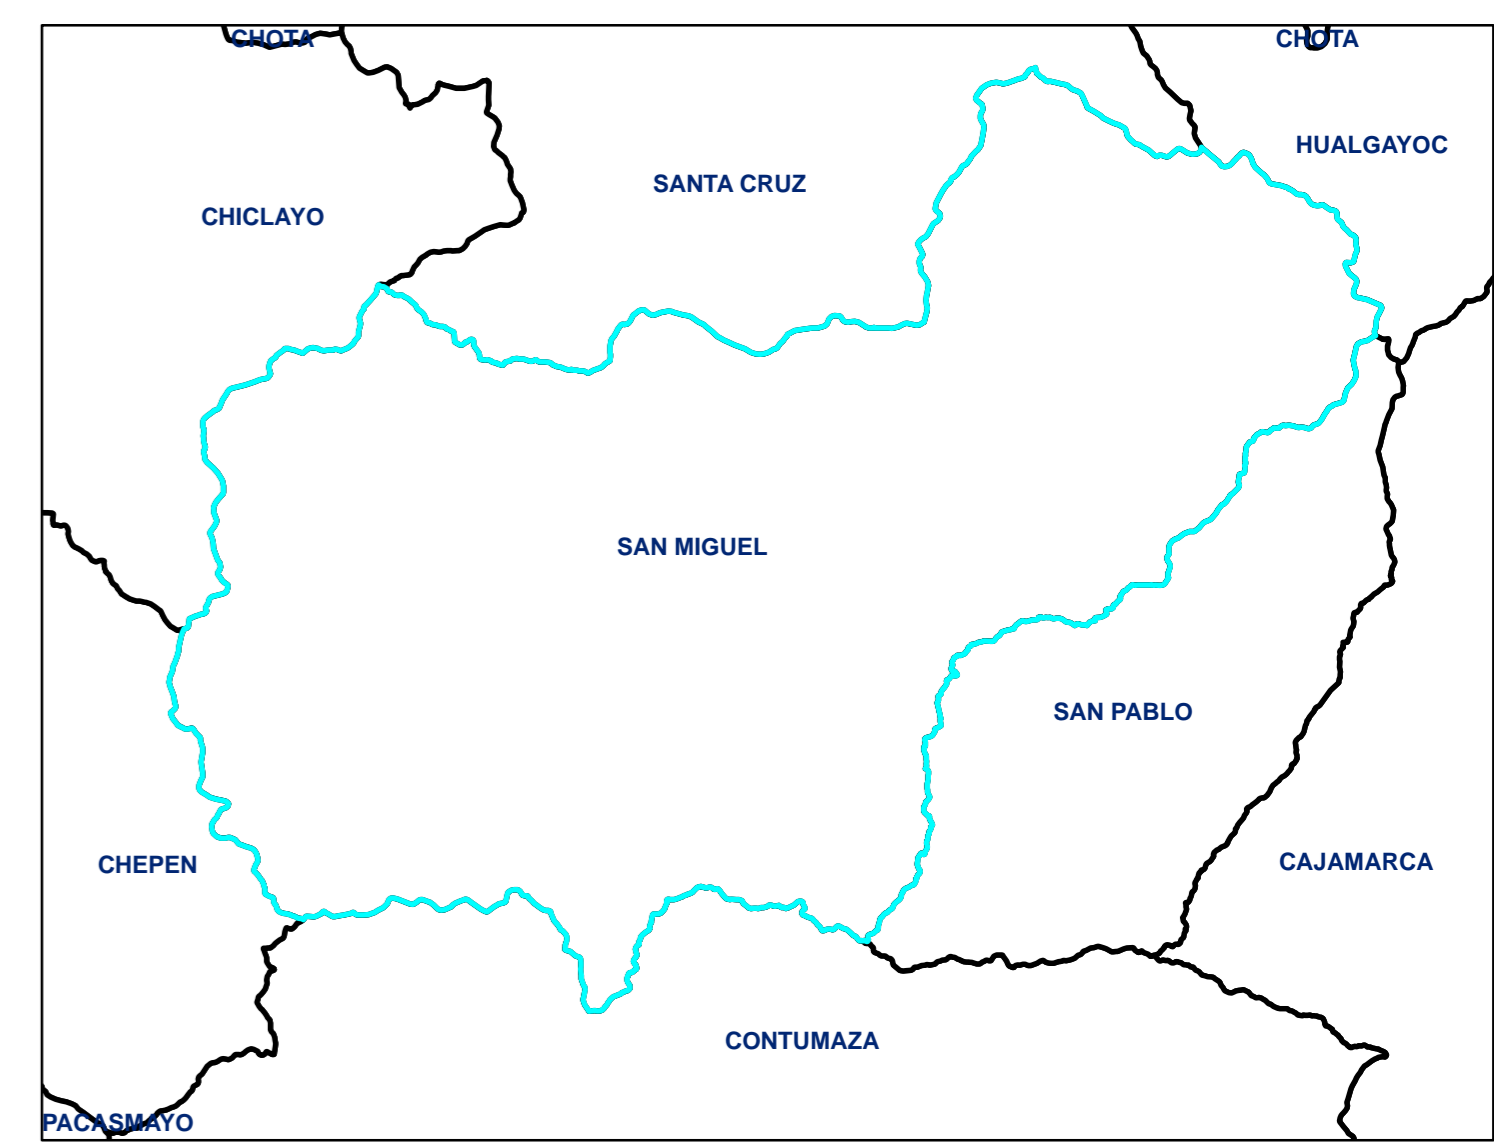 CHOTA
CHOTA
HUALGAYOC
SANTA CRUZ
CHICLAYO
SAN MIGUEL
SAN PABLO
CHEPEN
CAJAMARCA
CONTUMAZA
PACASMAYO